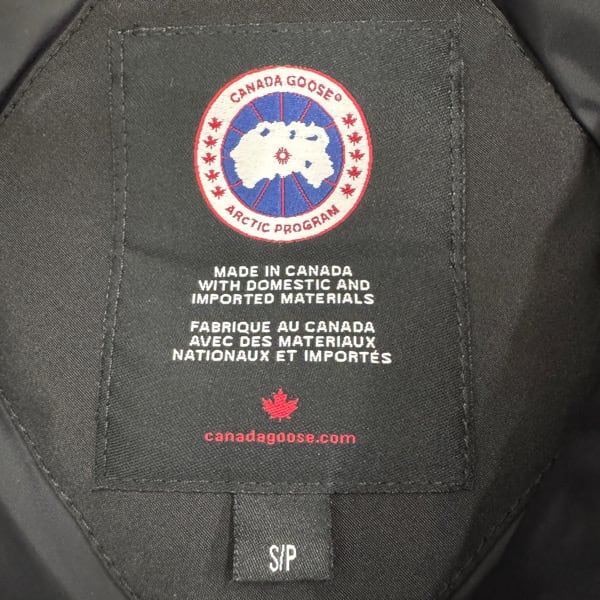 CANADA GOOSE®
ARCTIC PROGRAM
MADE IN CANADA
WITH DOMESTIC AND
IMPORTED MATERIALS
FABRIQUE AU CANADA
AVEC DES MATERIAUX
NATIONAUX ET IMPORTÉS
canadagoose.com
S/P